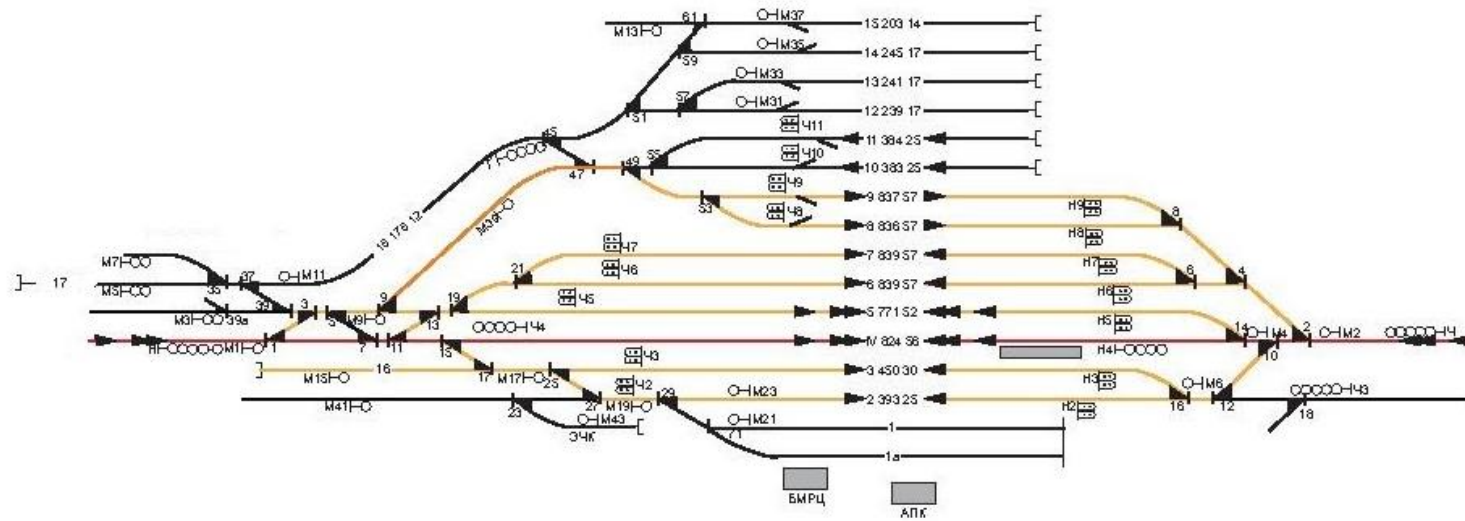 61 М37 15 203 14
М13
М35 14 245 17
59
М33 13 241 17
57
М31 12 239 17
51
45 Ч11 11 384 25
55 Ч10 10 383 25
47 49
Ч9 9 837 57 Н9 8
53 Ч8 8 836 57 Н8
М39
18 178 12
М7 Ч7 7 839 57 Н7
37 М11 21 Ч6 6 839 57 6 4
17 М5 35 Н6
39 3 9 19 Ч5 5 771 52
М3 39а 5 М9 13 Н5 14 М4 2 М2 Ч
Ч4
Н М1 1 7 11 15 IV 824 56 Н4 10
Ч3
16 3 450 30
М15 17 М17 25 Ч2 Н3 М6 Ч3
М23 2 393 25
М41 23 27 М19 29 Н2 16 12 18
М43 М21 1
ЭЧК 71
1а
БМРЦ
АПК